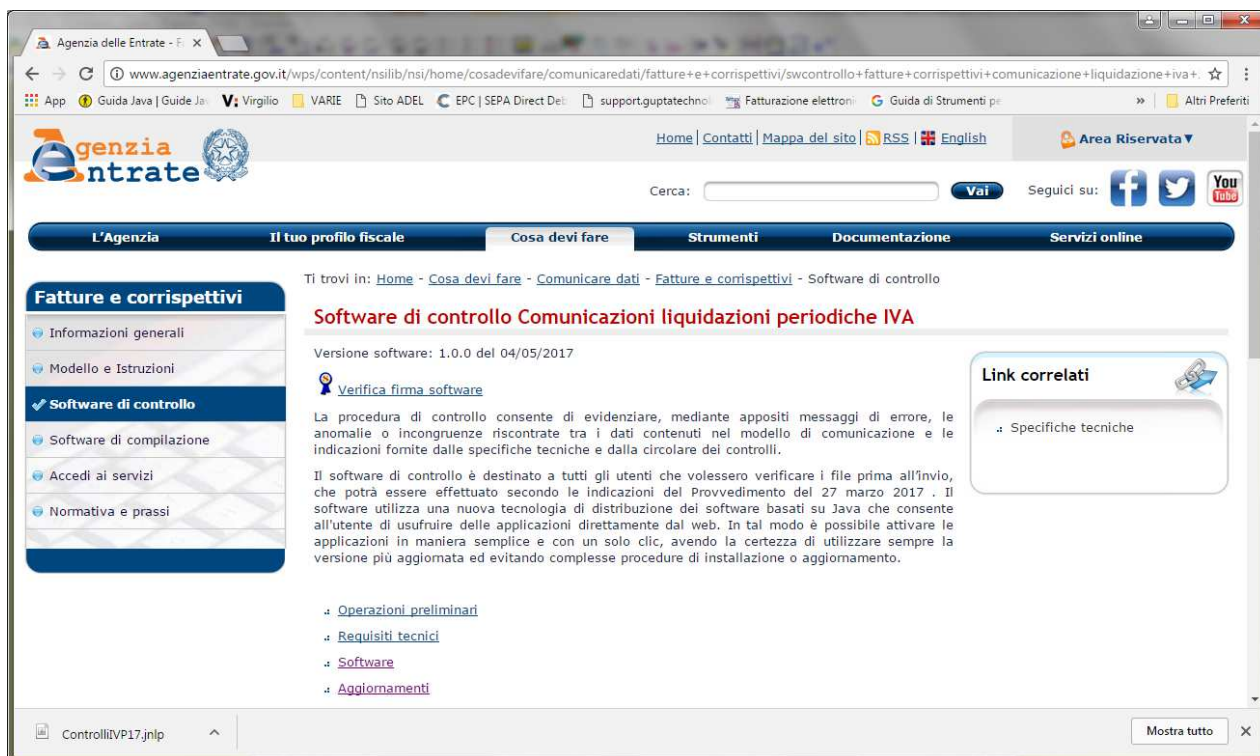 Agenzia delle Entrate - F
www.agenziaentrate.gov.it/wps/content/nsilib/nsi/home/cosadevifare/comunicaredati/fatture+e+corrispettivi/swcontrollo+fatture+corrispettivi+comunicazione+liquidazione+iva+.
App Guida Java | Guide Ja Virgilio VARIE Sito ADEL EPC | SEPA Direct Deb support.guptatechnol Fatturazione elettroni Guida di Strumenti pe » Altri Preferiti
Agenzia Entrate
Home | Contatti | Mappa del sito | RSS | English
Area Riservata
Cerca:
Vai
Seguici su:
You Tube
L'Agenzia Il tuo profilo fiscale Cosa devi fare Strumenti Documentazione Servizi online
Ti trovi in: Home - Cosa devi fare - Comunicare dati - Fatture e corrispettivi - Software di controllo
Fatture e corrispettivi
Informazioni generali
Modello e Istruzioni
Software di controllo
Software di compilazione
Accedi ai servizi
Normativa e prassi
Software di controllo Comunicazioni liquidazioni periodiche IVA
Versione software: 1.0.0 del 04/05/2017
Verifica firma software
La procedura di controllo consente di evidenziare, mediante appositi messaggi di errore, le
anomalie o incongruenze riscontrate tra i dati contenuti nel modello di comunicazione e le
indicazioni fornite dalle specifiche tecniche e dalla circolare dei controlli.
Il software di controllo è destinato a tutti gli utenti che volessero verificare i file prima all'invio,
che potrà essere effettuato secondo le indicazioni del Provvedimento del 27 marzo 2017 . Il
software utilizza una nuova tecnologia di distribuzione dei software basati su Java che consente
all'utente di usufruire delle applicazioni direttamente dal web. In tal modo è possibile attivare le
applicazioni in maniera semplice e con un solo clic, avendo la certezza di utilizzare sempre la
versione più aggiornata ed evitando complesse procedure di installazione o aggiornamento.
Operazioni preliminari
Requisiti tecnici
Software
Aggiornamenti
Link correlati
Specifiche tecniche
ControlliIVP17.jnlp
Mostra tutto